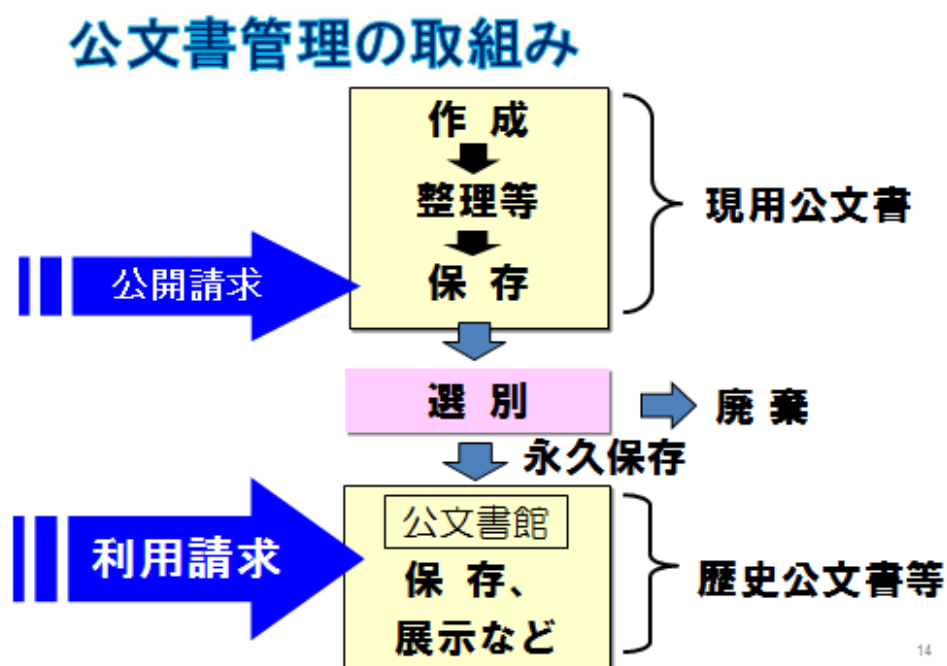 公文書管理の取組み
作 成
整理等
保 存
現用公文書
公開請求
選 別
廃 棄
永久保存
公文書館
保 存、
展示など
利用請求
歴史公文書等
14